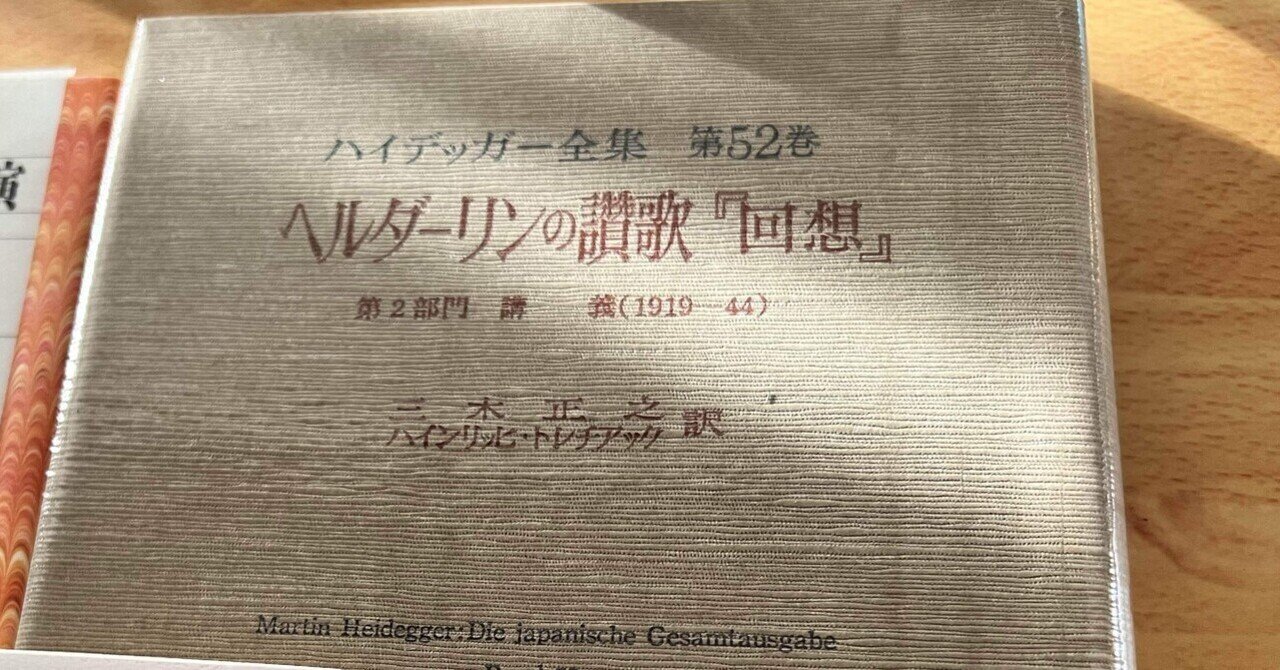 ハイデッガー全集 第52巻
ヘルダーリンの讃歌『回想』
第2部門 講 義(1919―44)
三木正之
ハインリッヒ・トレチアック 訳
Martin Heidegger: Die japanische Gesamtausgabe
演